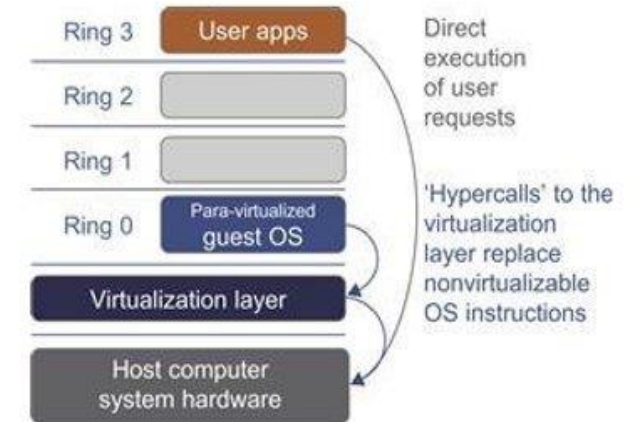 Ring 3
User apps
Direct
execution
of user
requests
Ring 2
Ring 1
Ring 0
Para-virtualized
guest OS
'Hypercalls' to the
virtualization
layer replace
nonvirtualizable
OS instructions
Virtualization layer
Host computer
system hardware